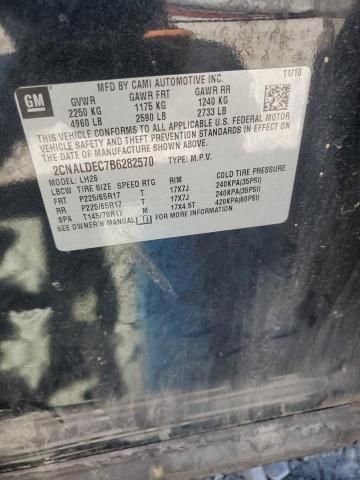 MFD BY CAMI AUTOMOTIVE INC.
11/10
GM
GVWR GAWR FRT GAWR RR
2250 KG 1175 KG 1240 KG
4960 LB 2590 LB 2733 LB
THIS VEHICLE CONFORMS TO ALL APPLICABLE U.S.
FEDERAL MOTOR VEHICLE SAFETY, BUMPER, AND
THEFT PREVENTION STANDARDS IN EFFECT ON THE
DATE OF MANUFACTURE SHOWN ABOVE.
2CNALDEC7B6282570 TYPE: M.P.V.
MODEL: LH26
LBCW TIRE SIZE SPEED RTG RIM COLD TIRE PRESSURE
FRT P225/65R17 T 17X7J 240KPA(35PSI)
RR P225/65R17 T 17X7J 240KPA(35PSI)
SPA T145/70R17 M 17X4.5T 420KPA(60PSI)
SEE OWNER'S MANUAL FOR MORE INFORMATION.